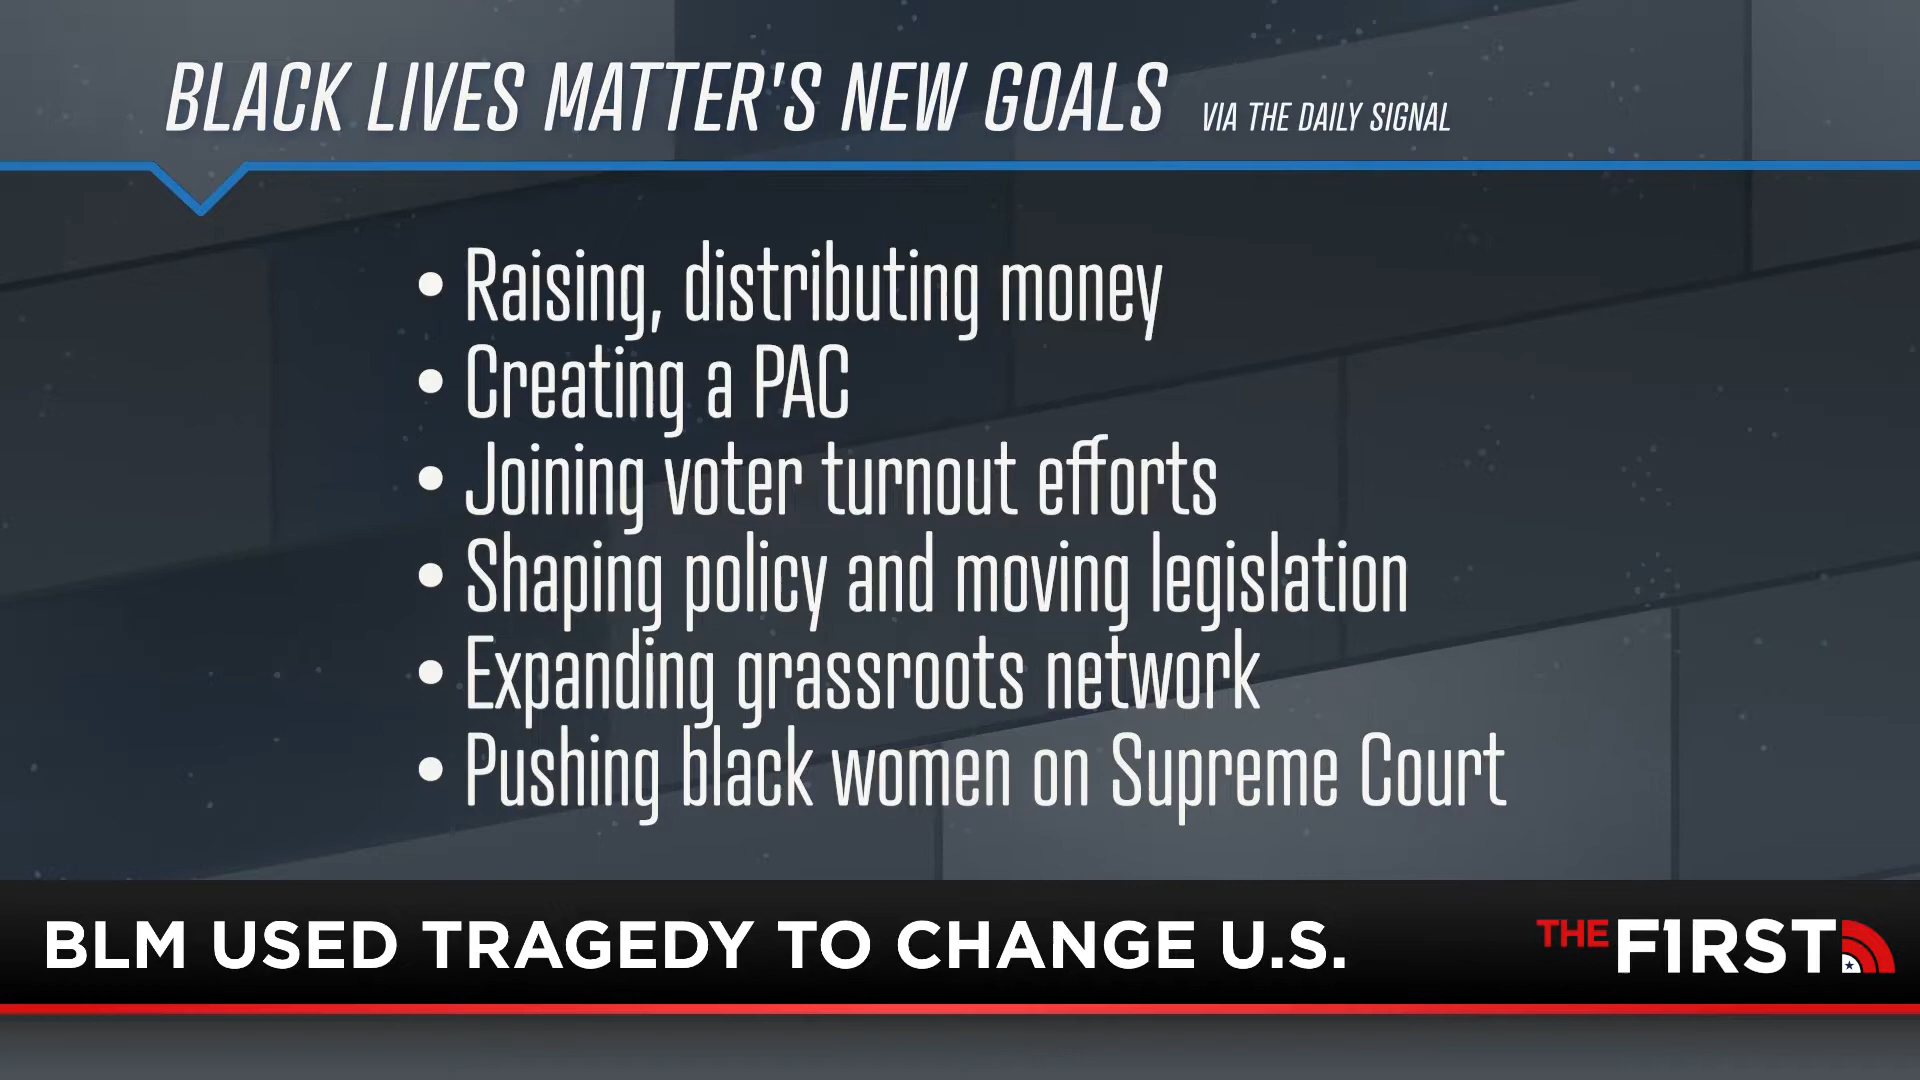 BLACK LIVES MATTER'S NEW GOALS VIA THE DAILY SIGNAL
• Raising, distributing money
• Creating a PAC
• Joining voter turnout efforts
• Shaping policy and moving legislation
• Expanding grassroots network
• Pushing black women on Supreme Court
BLM USED TRAGEDY TO CHANGE U.S. THE F1RST